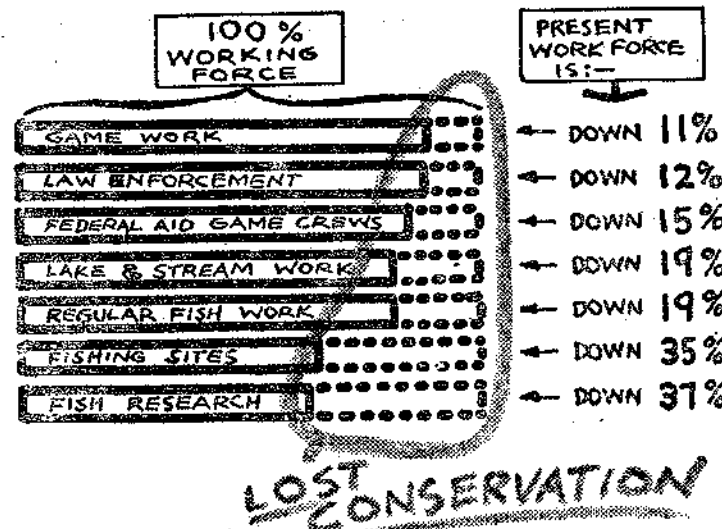 100%
WORKING
FORCE
PRESENT
WORK FORCE
IS:—
GAME WORK ← DOWN 11%
LAW ENFORCEMENT ← DOWN 12%
FEDERAL AID GAME CREWS ← DOWN 15%
LAKE & STREAM WORK ← DOWN 19%
REGULAR FISH WORK ← DOWN 19%
FISHING SITES ← DOWN 35%
FISH RESEARCH ← DOWN 37%
LOST
CONSERVATION